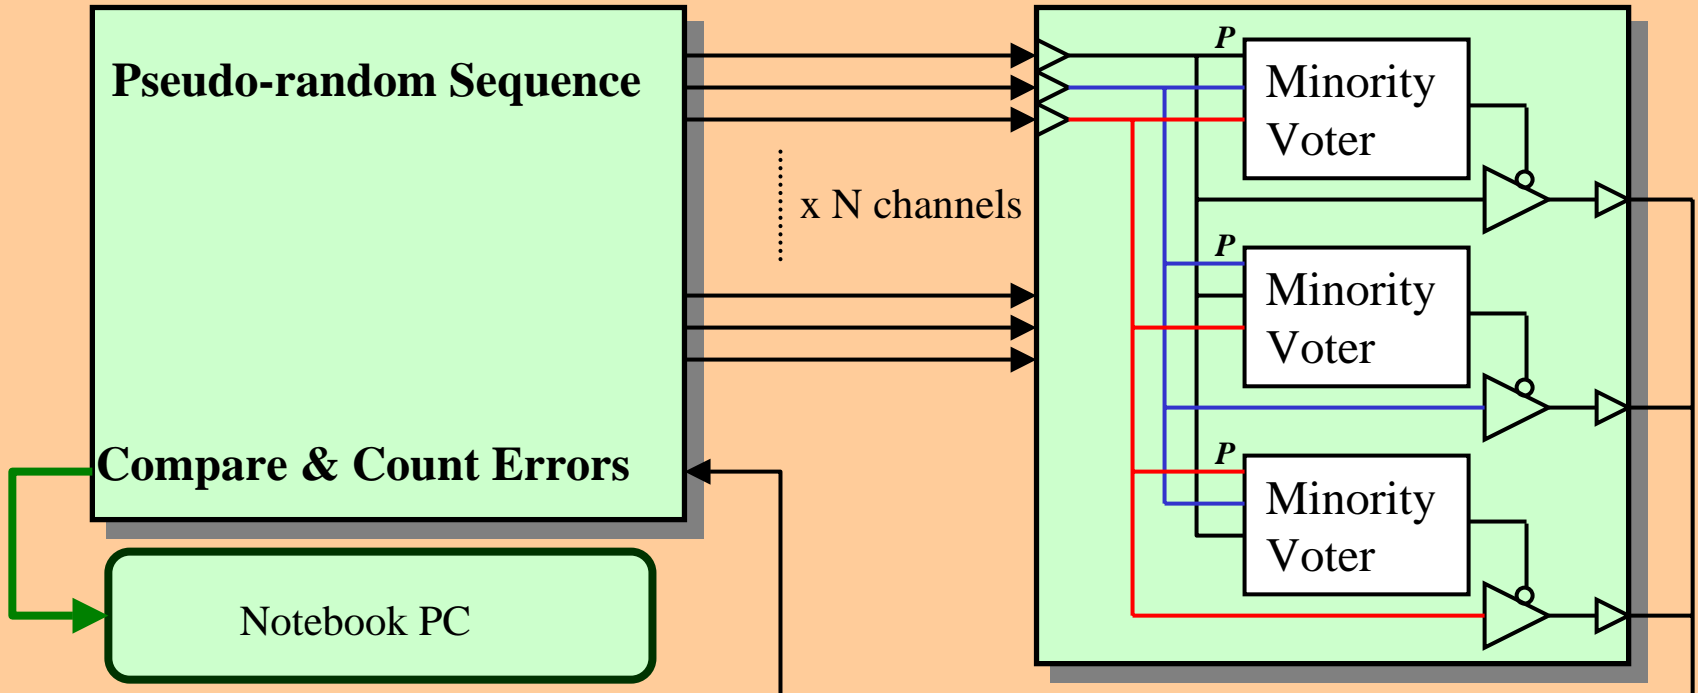 Pseudo-random Sequence
Compare & Count Errors
Notebook PC
x N channels
P
Minority
Voter
P
Minority
Voter
P
Minority
Voter